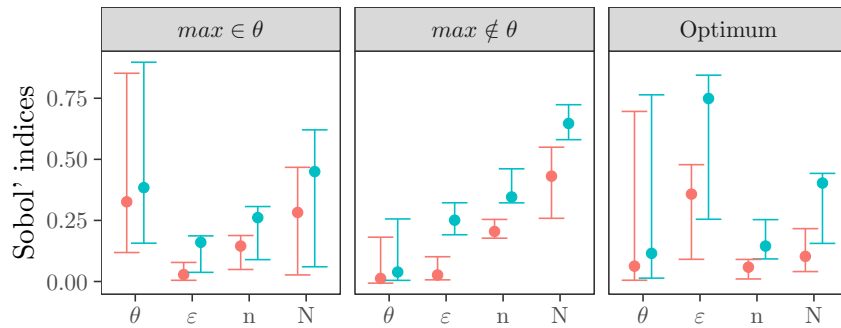 max ∈ θ
max ∉ θ
Optimum
Sobol' indices
0.75
0.50
0.25
0.00
θ ε n N
θ ε n N
θ ε n N